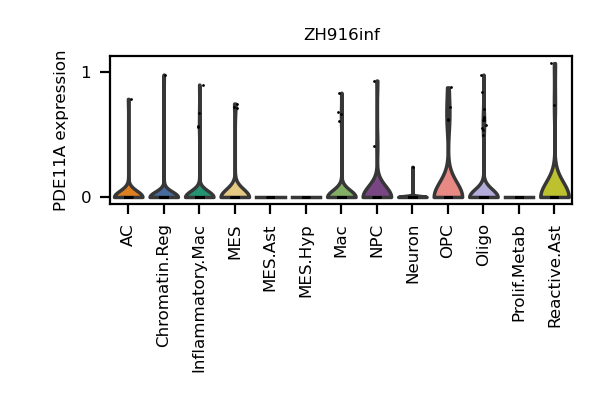 ZH916inf
PDE11A expression
1
0
AC
Chromatin.Reg
Inflammatory.Mac
MES
MES.Ast
MES.Hyp
Mac
NPC
Neuron
OPC
Oligo
Prolif.Metab
Reactive.Ast